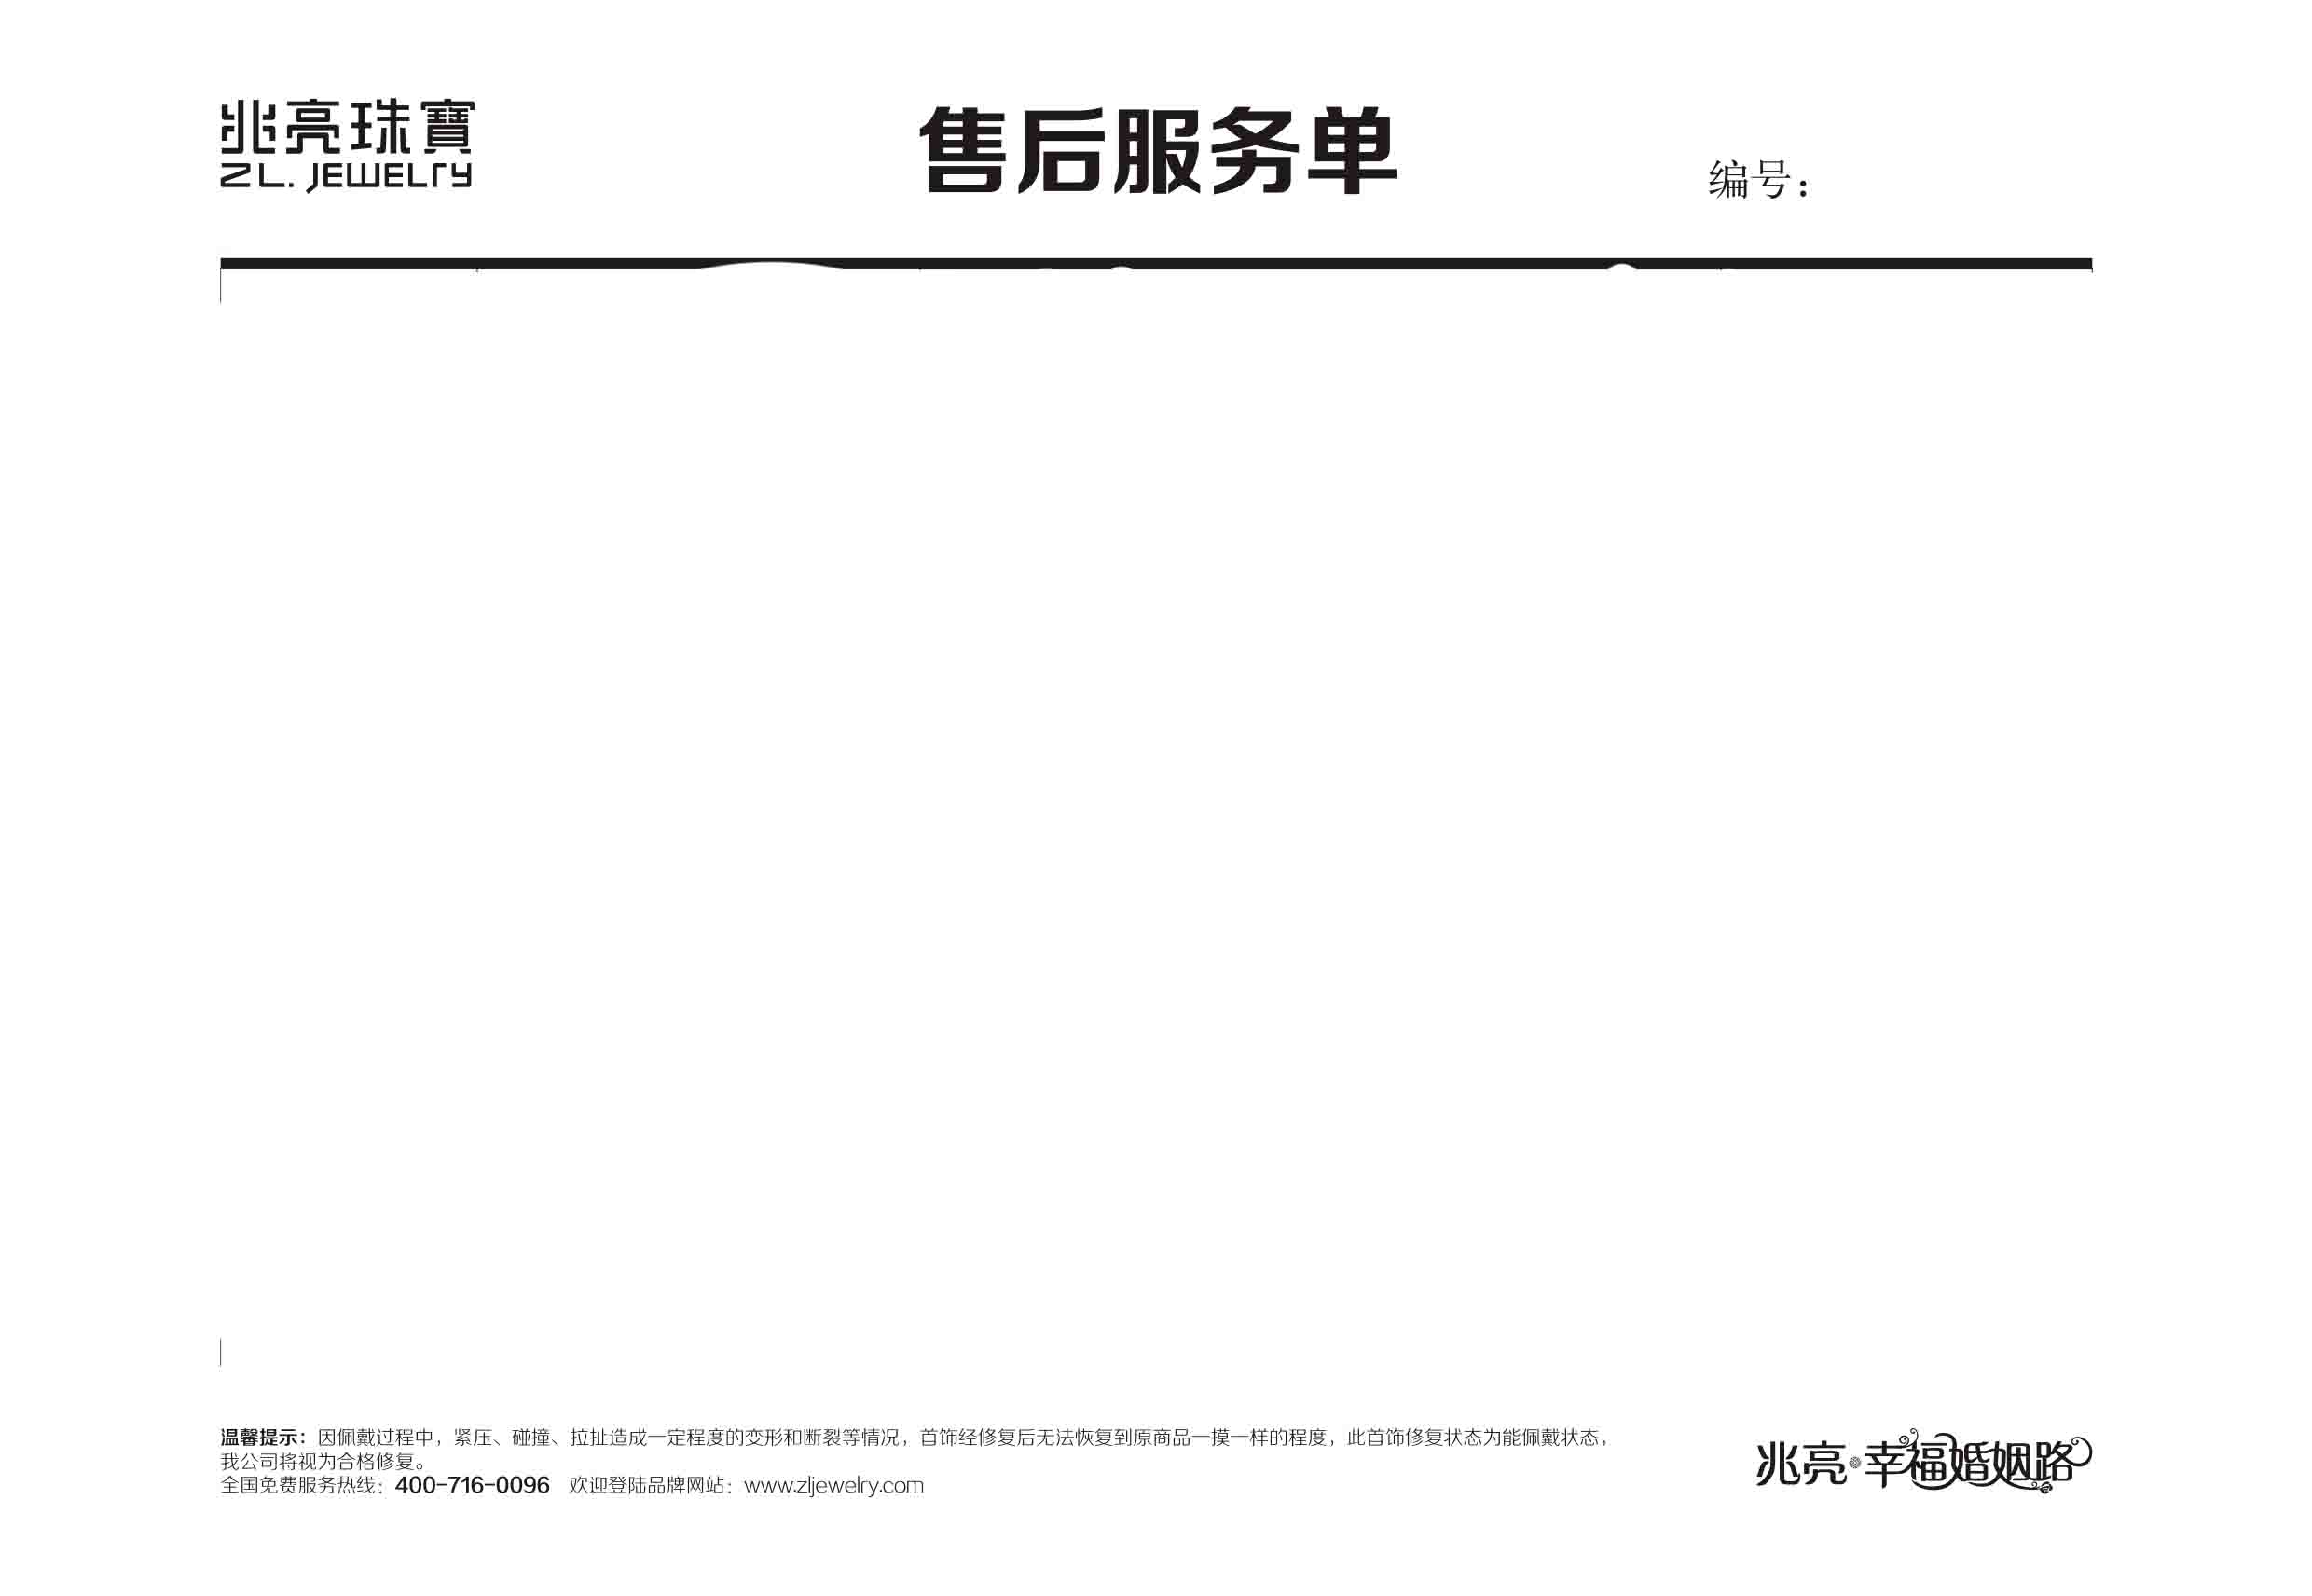 兆亮珠寶
ZL. JEWELRY
售后服务单
编号：
温馨提示：因佩戴过程中，紧压、碰撞、拉扯造成一定程度的变形和断裂等情况，首饰经修复后无法恢复到原商品一摸一样的程度，此首饰修复状态为能佩戴状态，
我公司将视为合格修复。
全国免费服务热线：400-716-0096 欢迎登陆品牌网站：www.zljewelry.com
兆亮·幸福婚姻路